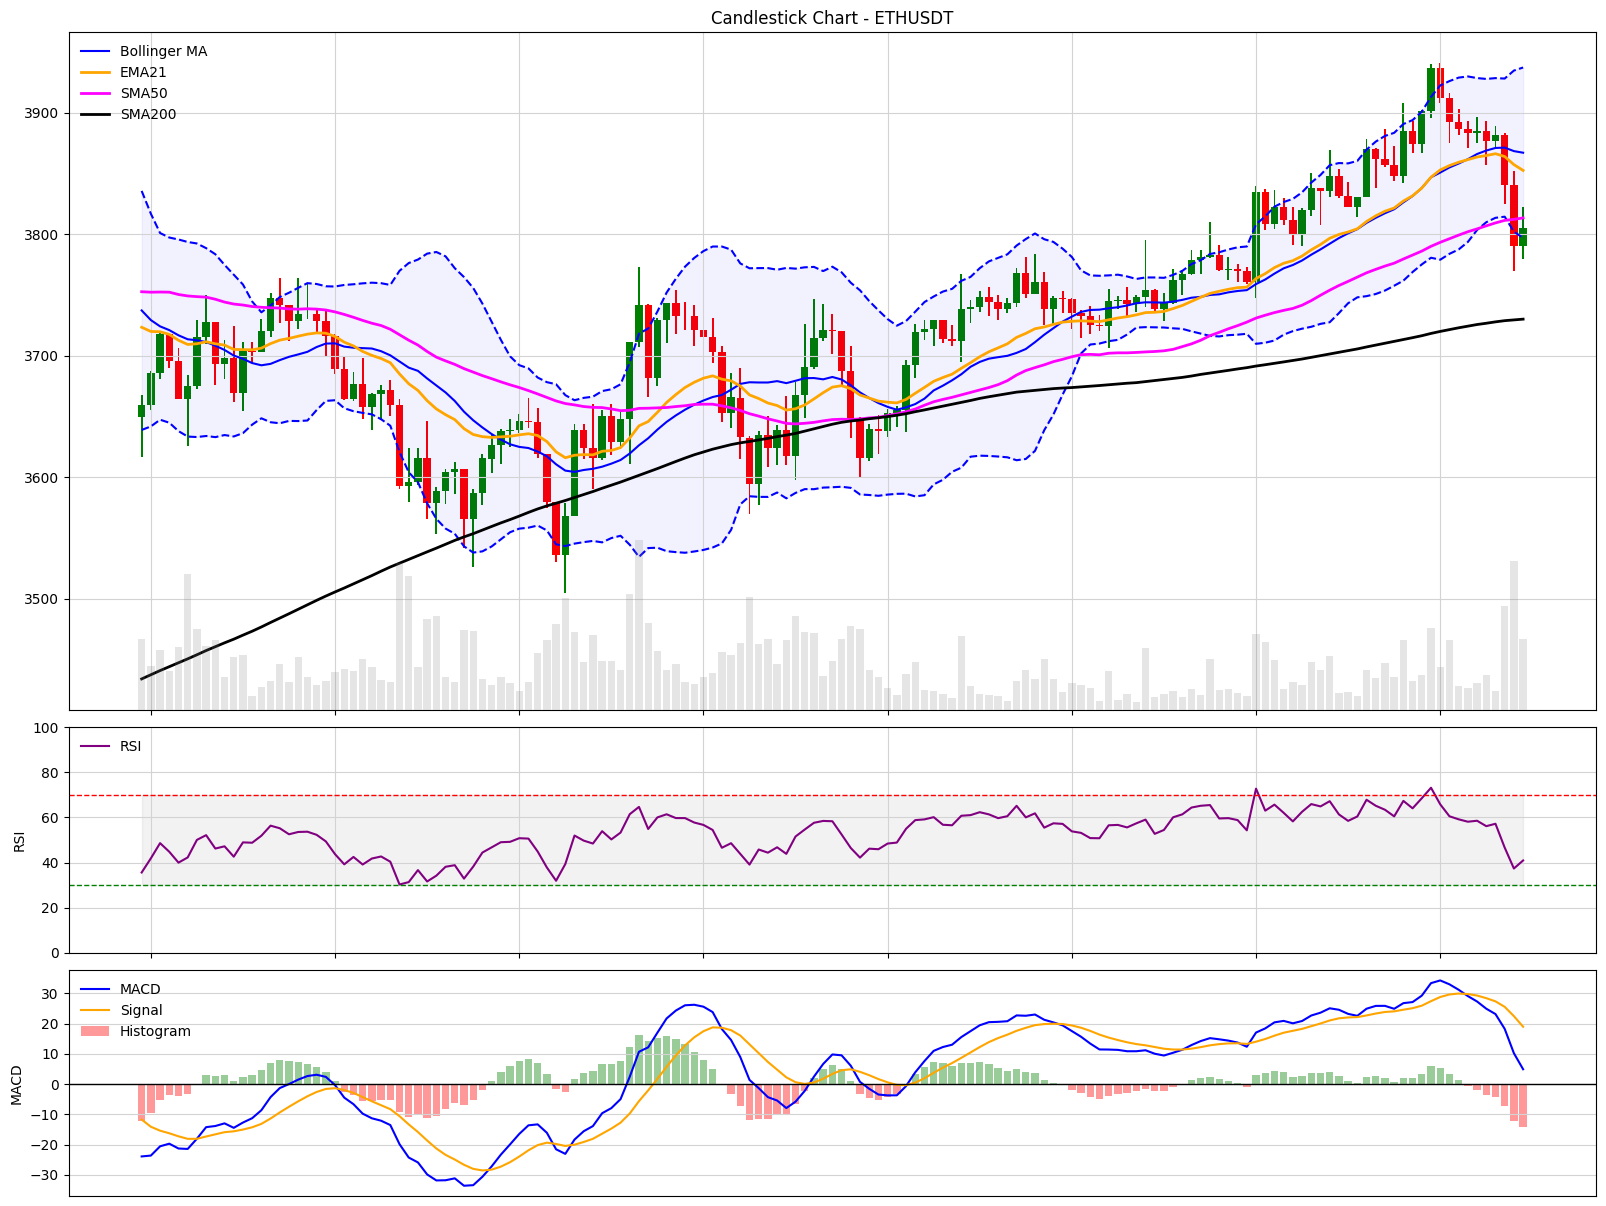 Candlestick Chart - ETHUSDT
Bollinger MA
EMA21
SMA50
SMA200
3900
3800
3700
3600
3500
100
80
60
40
20
0
RSI
RSI
30
20
10
0
−10
−20
−30
MACD
MACD
Signal
Histogram